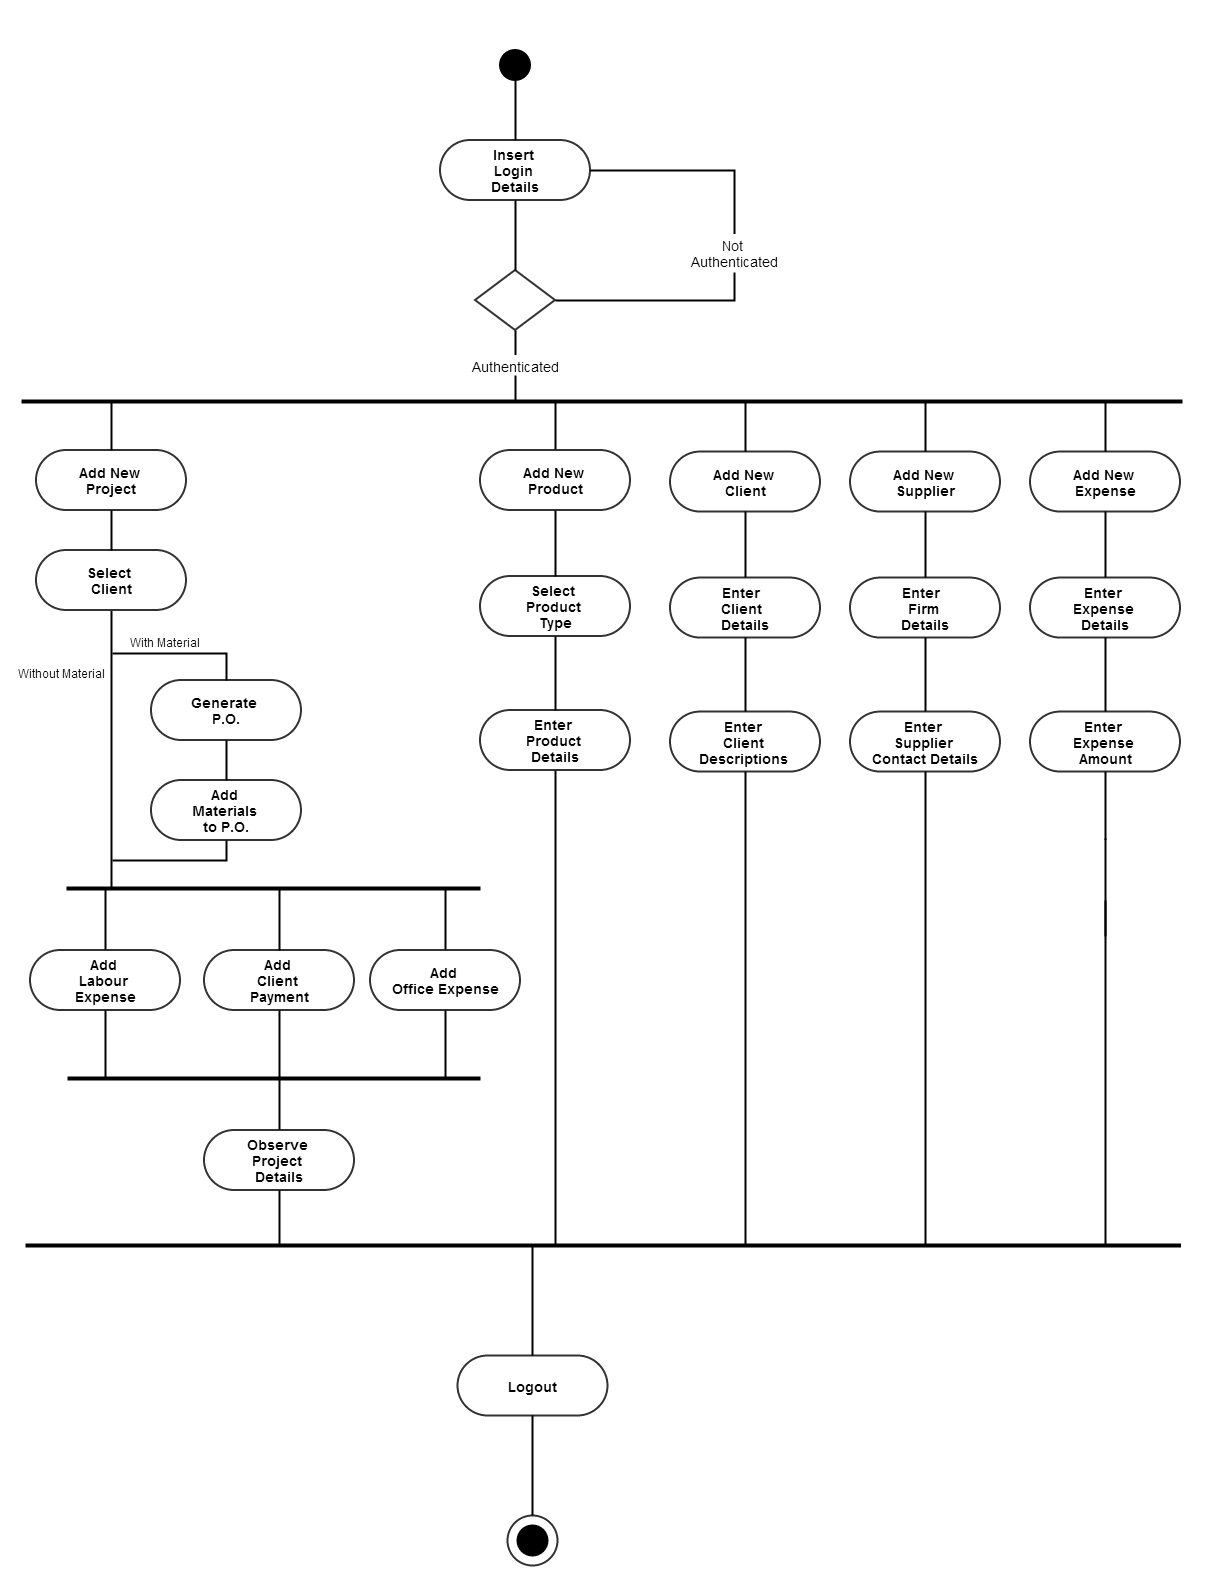 Insert
Login
Details
Not
Authenticated
Authenticated
Add New
Project
Add New
Product
Add New
Client
Add New
Supplier
Add New
Expense
Select
Client
Select
Product
Type
Enter
Client
Details
Enter
Firm
Details
Enter
Expense
Details
With Material
Without Material
Generate
P.O.
Enter
Product
Details
Enter
Client
Descriptions
Enter
Supplier
Contact Details
Enter
Expense
Amount
Add
Materials
to P.O.
Add
Labour
Expense
Add
Client
Payment
Add
Office Expense
Observe
Project
Details
Logout